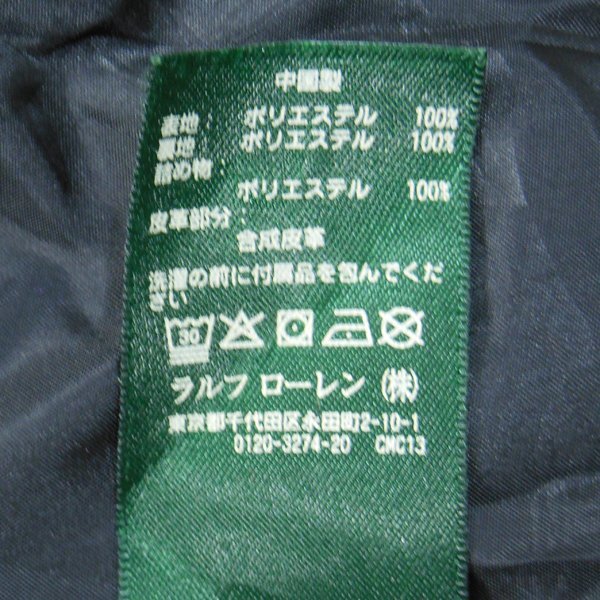 中国製
表地: ポリエステル 100%
裏地: ポリエステル 100%
詰め物:
ポリエステル 100%
皮革部分:
合成皮革
洗濯の前に付属品を包んでくだ
さい
30
ラルフ ローレン (株)
東京都千代田区永田町2-10-1
0120-3274-20 CMC13